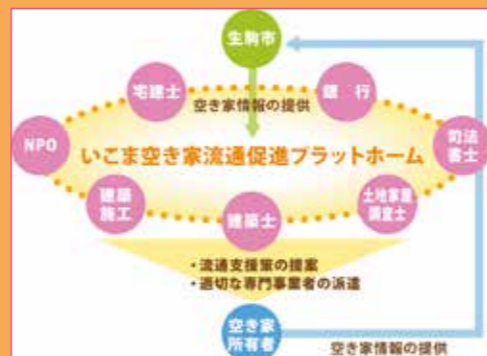 生駒市
宅建士
銀行
空き家情報の提供
NPO
司法
書士
いこま空き家流通促進プラットホーム
建築
施工
建築士
土地家屋
調査士
・流通支援策の提案
・適切な専門事業者の派遣
空き家
所有者
空き家情報の提供